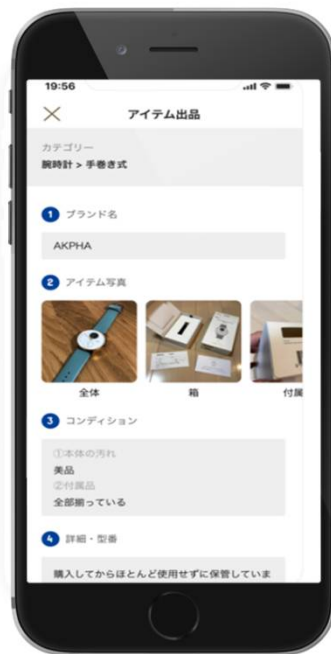 19:56
アイテム出品
カテゴリー
腕時計 > 手巻き式
1 ブランド名
AKPHA
2 アイテム写真
全体
箱
付属
3 コンディション
①本体の汚れ
美品
②付属品
全部揃っている
4 詳細・型番
購入してからほとんど使用せずに保管していま